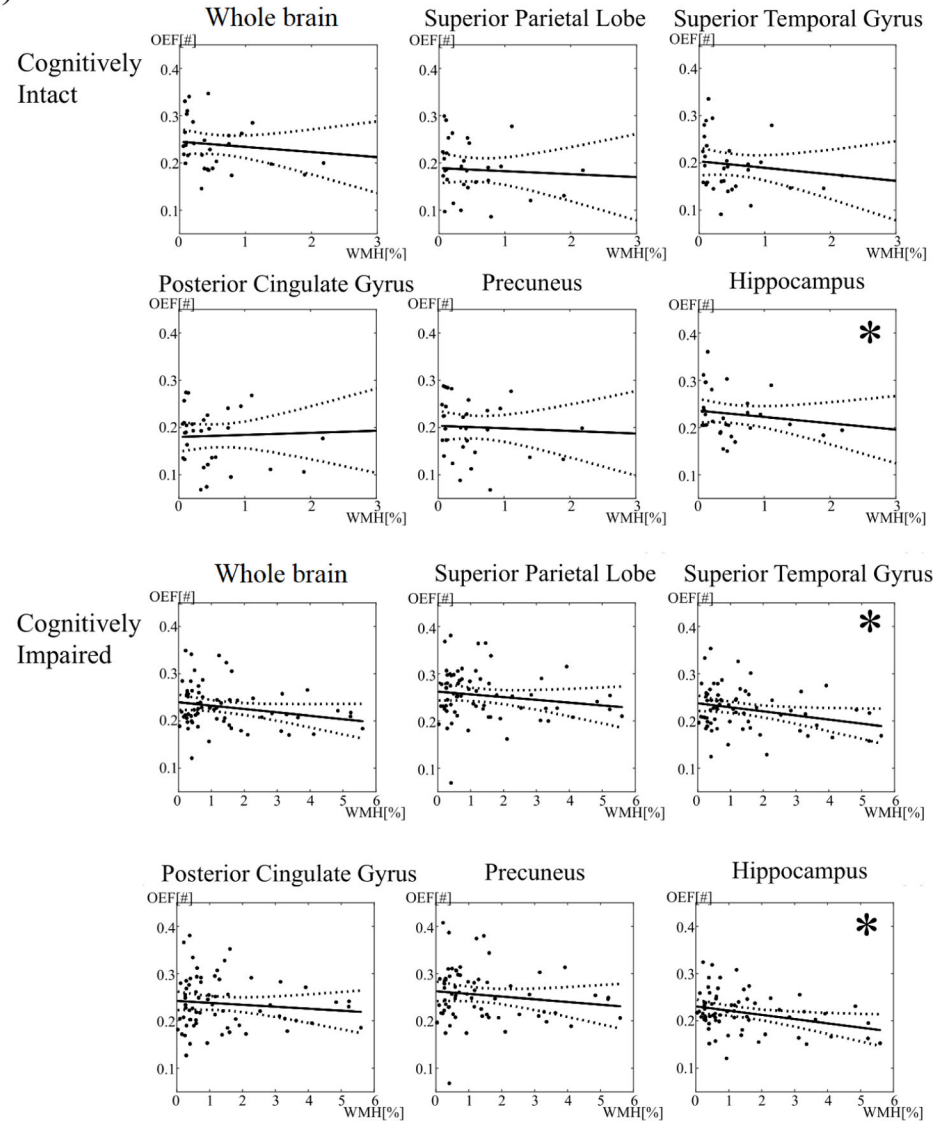 )
Whole brain
Superior Parietal Lobe
Superior Temporal Gyrus
Cognitively
Intact
OEF[#]
0.4
0.3
0.2
0.1
0
1
2
3
WMH[%]
OEF[#]
0.4
0.3
0.2
0.1
0
1
2
3
WMH[%]
OEF[#]
0.4
0.3
0.2
0.1
0
1
2
3
WMH[%]
Posterior Cingulate Gyrus
Precuneus
Hippocampus
OEF[#]
0.4
0.3
0.2
0.1
0
1
2
3
WMH[%]
OEF[#]
0.4
0.3
0.2
0.1
0
1
2
3
WMH[%]
OEF[#]
*
0.4
0.3
0.2
0.1
0
1
2
3
WMH[%]
Whole brain
Superior Parietal Lobe
Superior Temporal Gyrus
Cognitively
Impaired
OEF[#]
0.4
0.3
0.2
0.1
0
1
2
3
4
5
6
WMH[%]
OEF[#]
0.4
0.3
0.2
0.1
0
1
2
3
4
5
6
WMH[%]
OEF[#]
*
0.4
0.3
0.2
0.1
0
1
2
3
4
5
6
WMH[%]
Posterior Cingulate Gyrus
Precuneus
Hippocampus
OEF[#]
0.4
0.3
0.2
0.1
0
1
2
3
4
5
6
WMH[%]
OEF[#]
0.4
0.3
0.2
0.1
0
1
2
3
4
5
6
WMH[%]
OEF[#]
*
0.4
0.3
0.2
0.1
0
1
2
3
4
5
6
WMH[%]